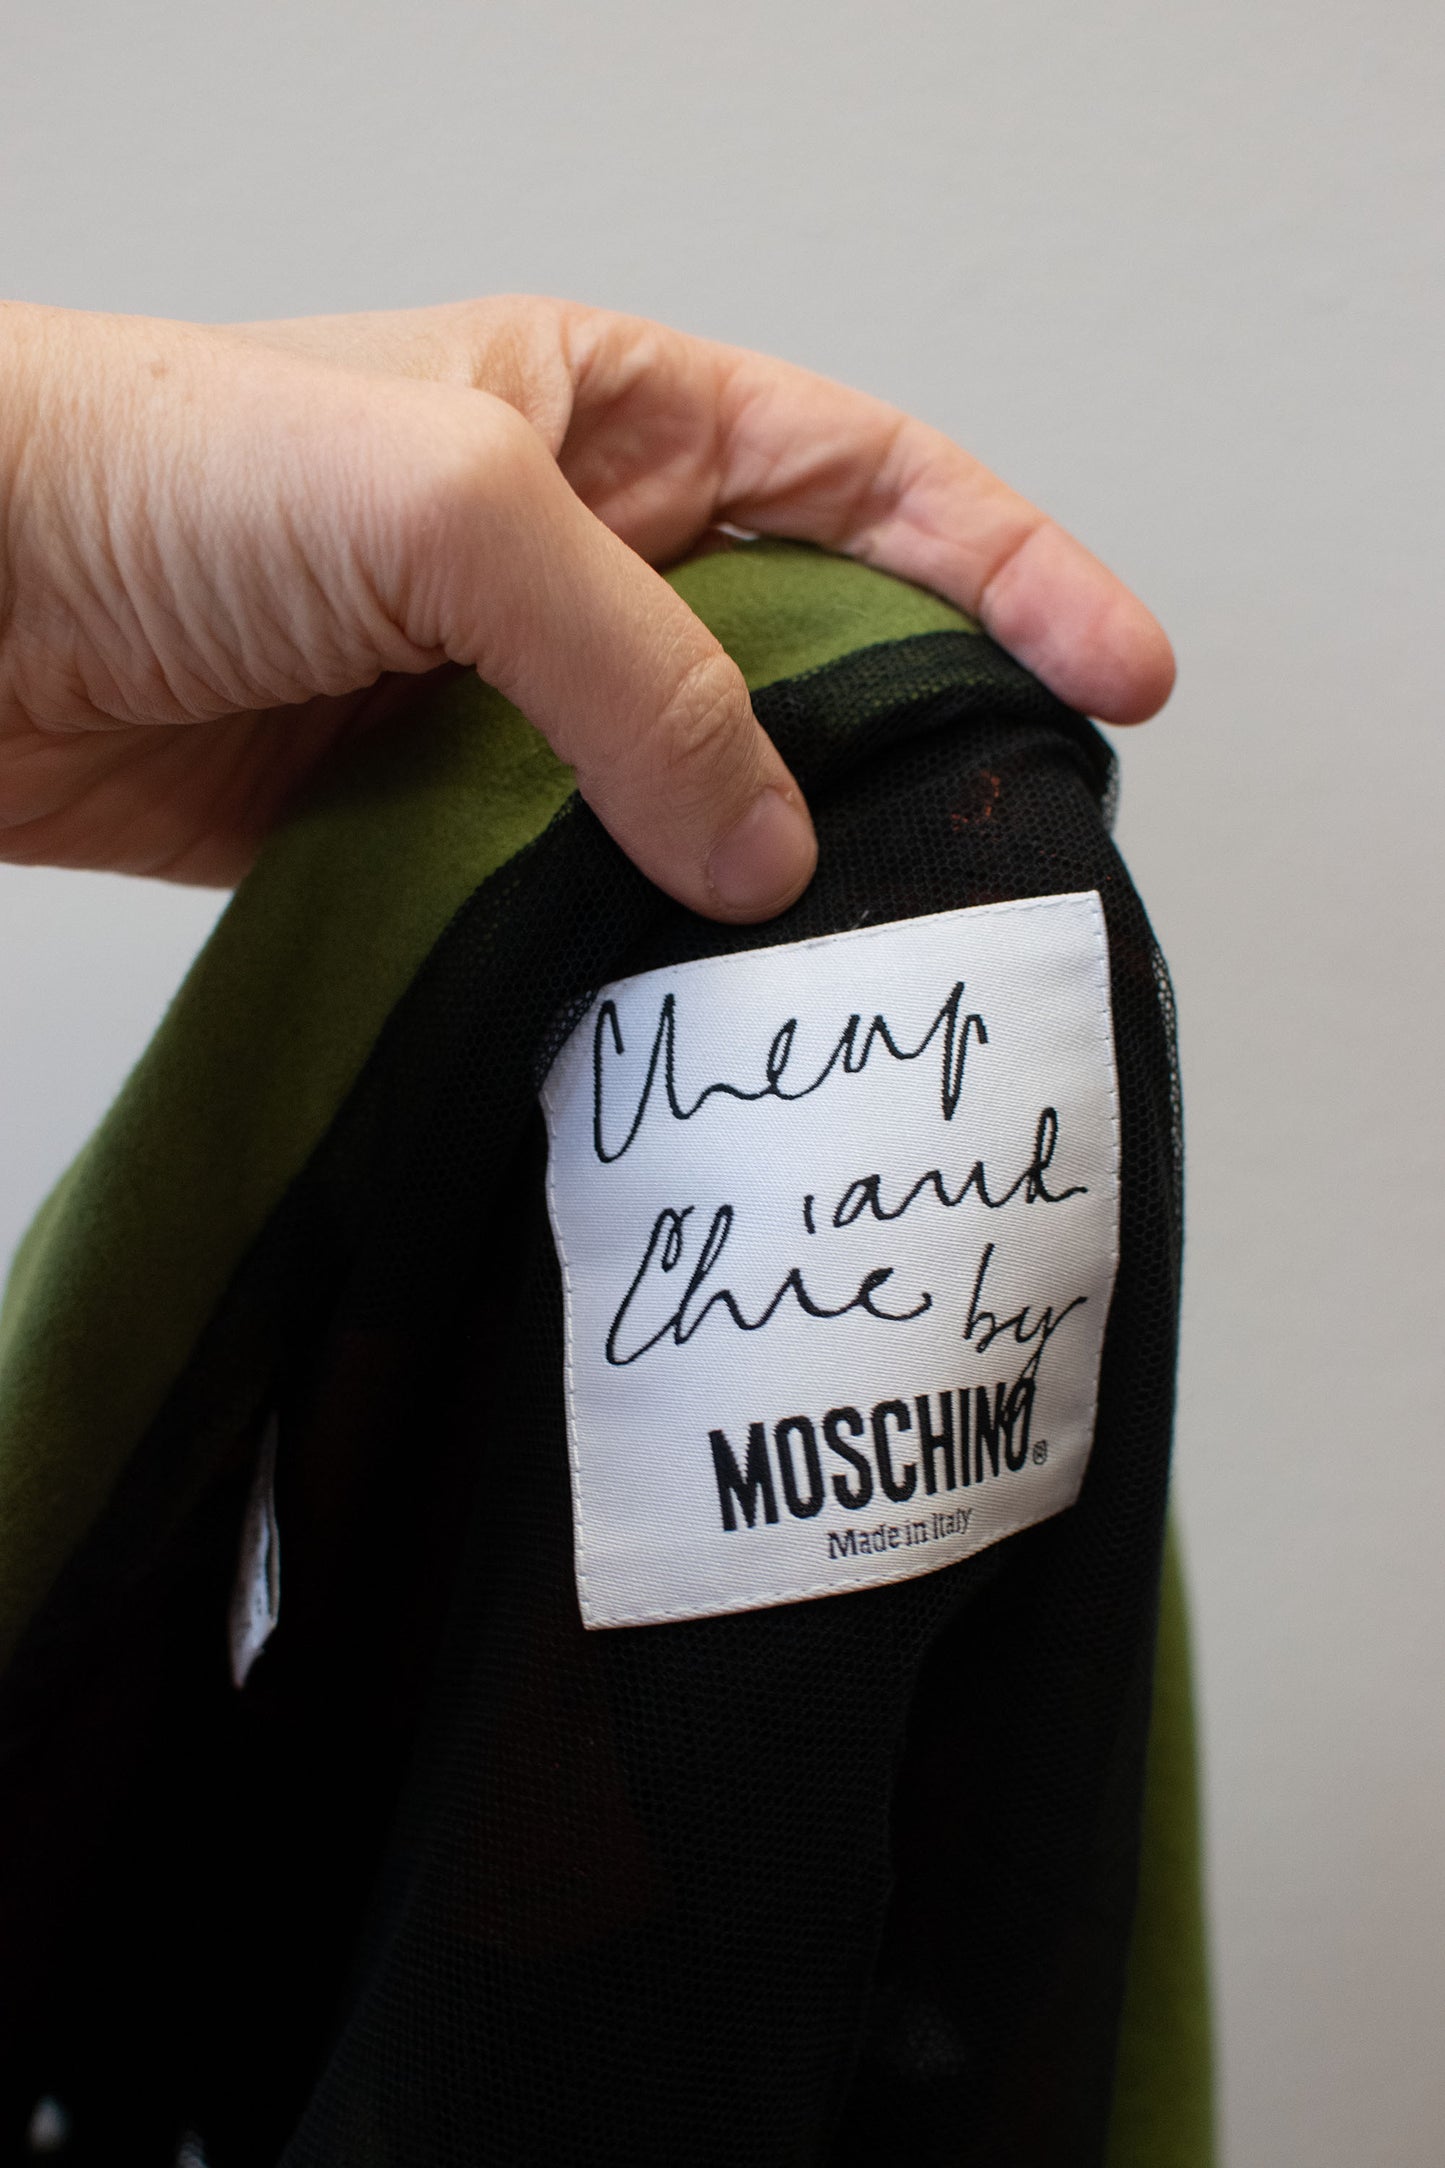 Cheap
and
Chic by
MOSCHINO®
Made in Italy